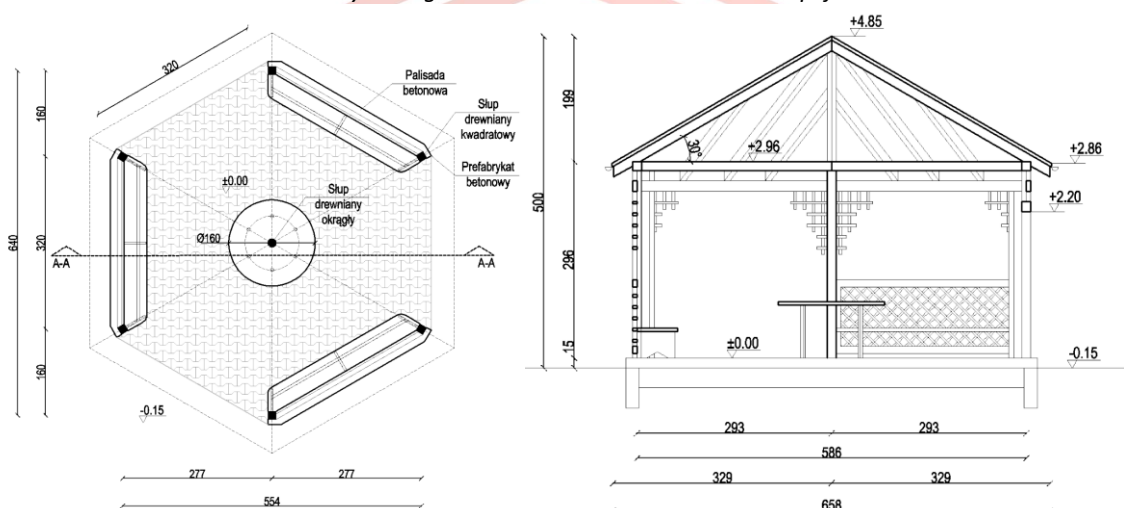 320
Palisada
betonowa
Słup
drewniany
kwadratowy
Prefabrykat
betonowy
Słup
drewniany
okrągły
±0.00
Ø160
A-A
A-A
160
320
160
640
-0.15
277
277
554
+4.85
199
500
296
15
30°
+2.96
+2.86
+2.20
±0.00
-0.15
293
293
586
329
329
658